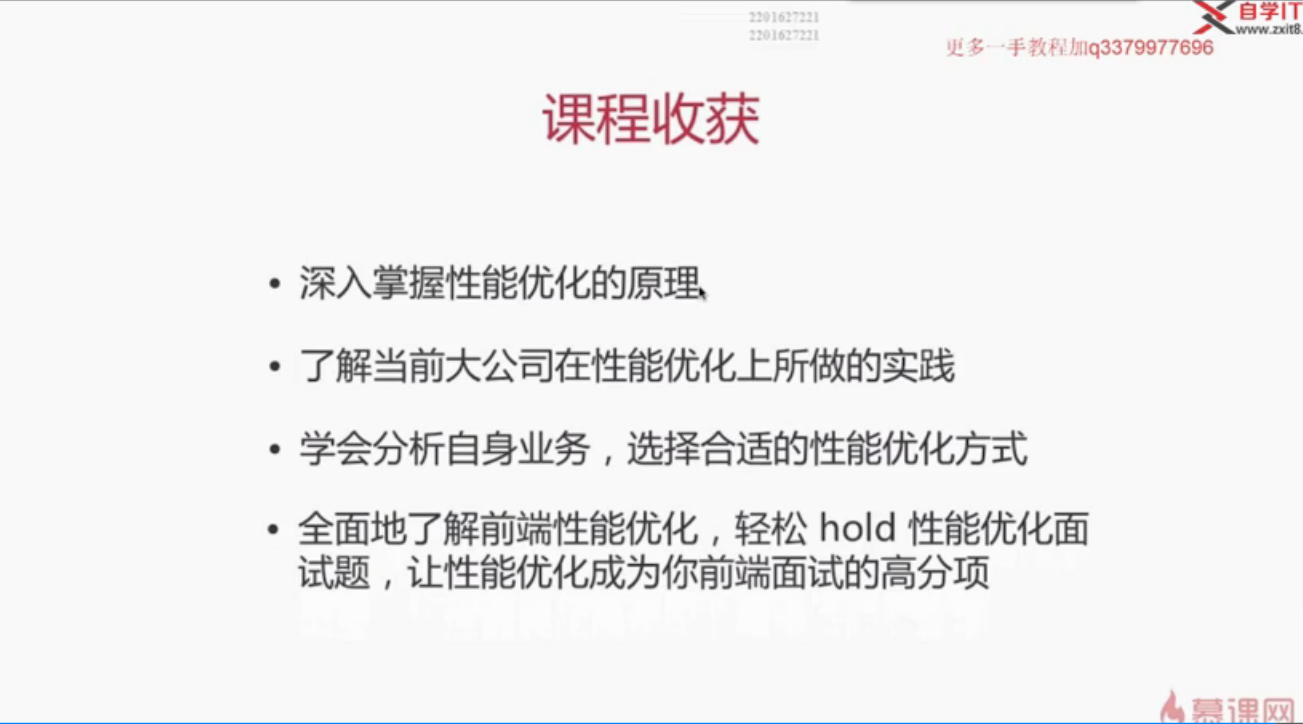 2201627221
2201627221
自学IT
www.zxit8.
更多一手教程加q3379977696
课程收获
• 深入掌握性能优化的原理
• 了解当前大公司在性能优化上所做的实践
• 学会分析自身业务，选择合适的性能优化方式
• 全面地了解前端性能优化，轻松 hold 性能优化面
试题，让性能优化成为你前端面试的高分项
慕课网